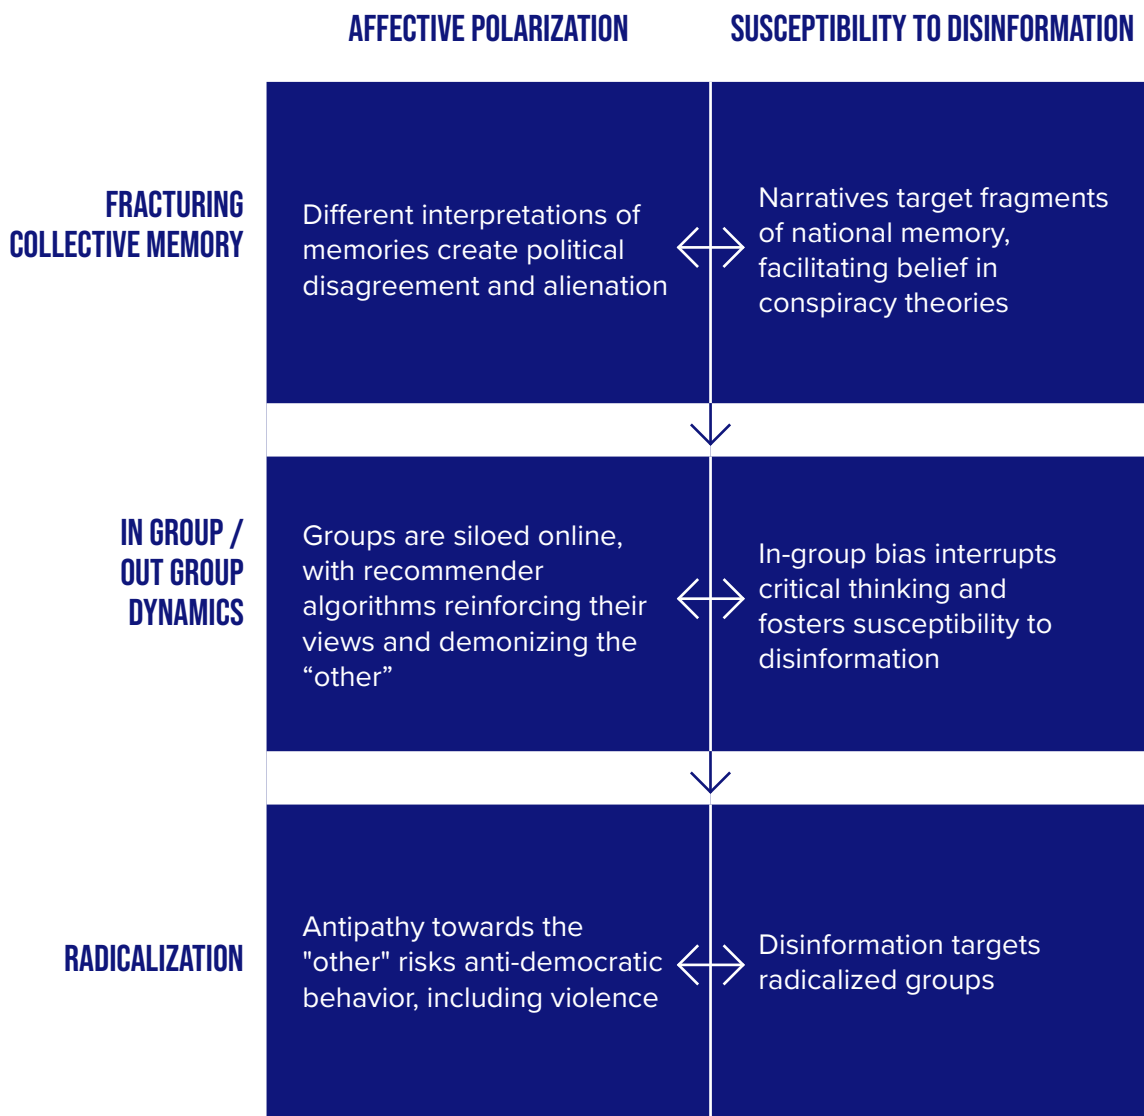 AFFECTIVE POLARIZATION
SUSCEPTIBILITY TO DISINFORMATION
FRACTURING
COLLECTIVE MEMORY
Different interpretations of
memories create political
disagreement and alienation
Narratives target fragments
of national memory,
facilitating belief in
conspiracy theories
IN GROUP /
OUT GROUP
DYNAMICS
Groups are siloed online,
with recommender
algorithms reinforcing their
views and demonizing the
“other”
In-group bias interrupts
critical thinking and
fosters susceptibility to
disinformation
RADICALIZATION
Antipathy towards the
"other" risks anti-democratic
behavior, including violence
Disinformation targets
radicalized groups